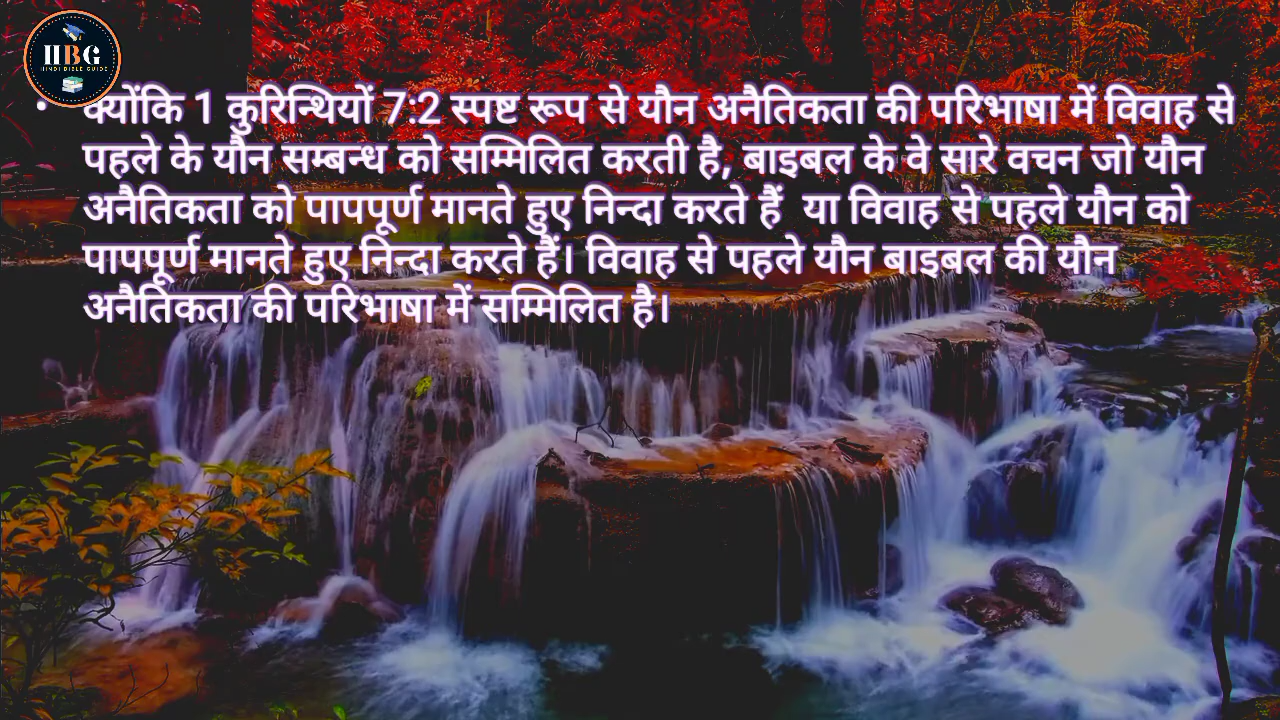 HBG
HINDI BIBLE GUIDE
• क्योंकि 1 कुरिन्थियों 7:2 स्पष्ट रूप से यौन अनैतिकता की परिभाषा में विवाह से
पहले के यौन सम्बन्ध को सम्मिलित करती है, बाइबल के वे सारे वचन जो यौन
अनैतिकता को पापपूर्ण मानते हुए निन्दा करते हैं  या विवाह से पहले यौन को
पापपूर्ण मानते हुए निन्दा करते हैं। विवाह से पहले यौन बाइबल की यौन
अनैतिकता की परिभाषा में सम्मिलित है।